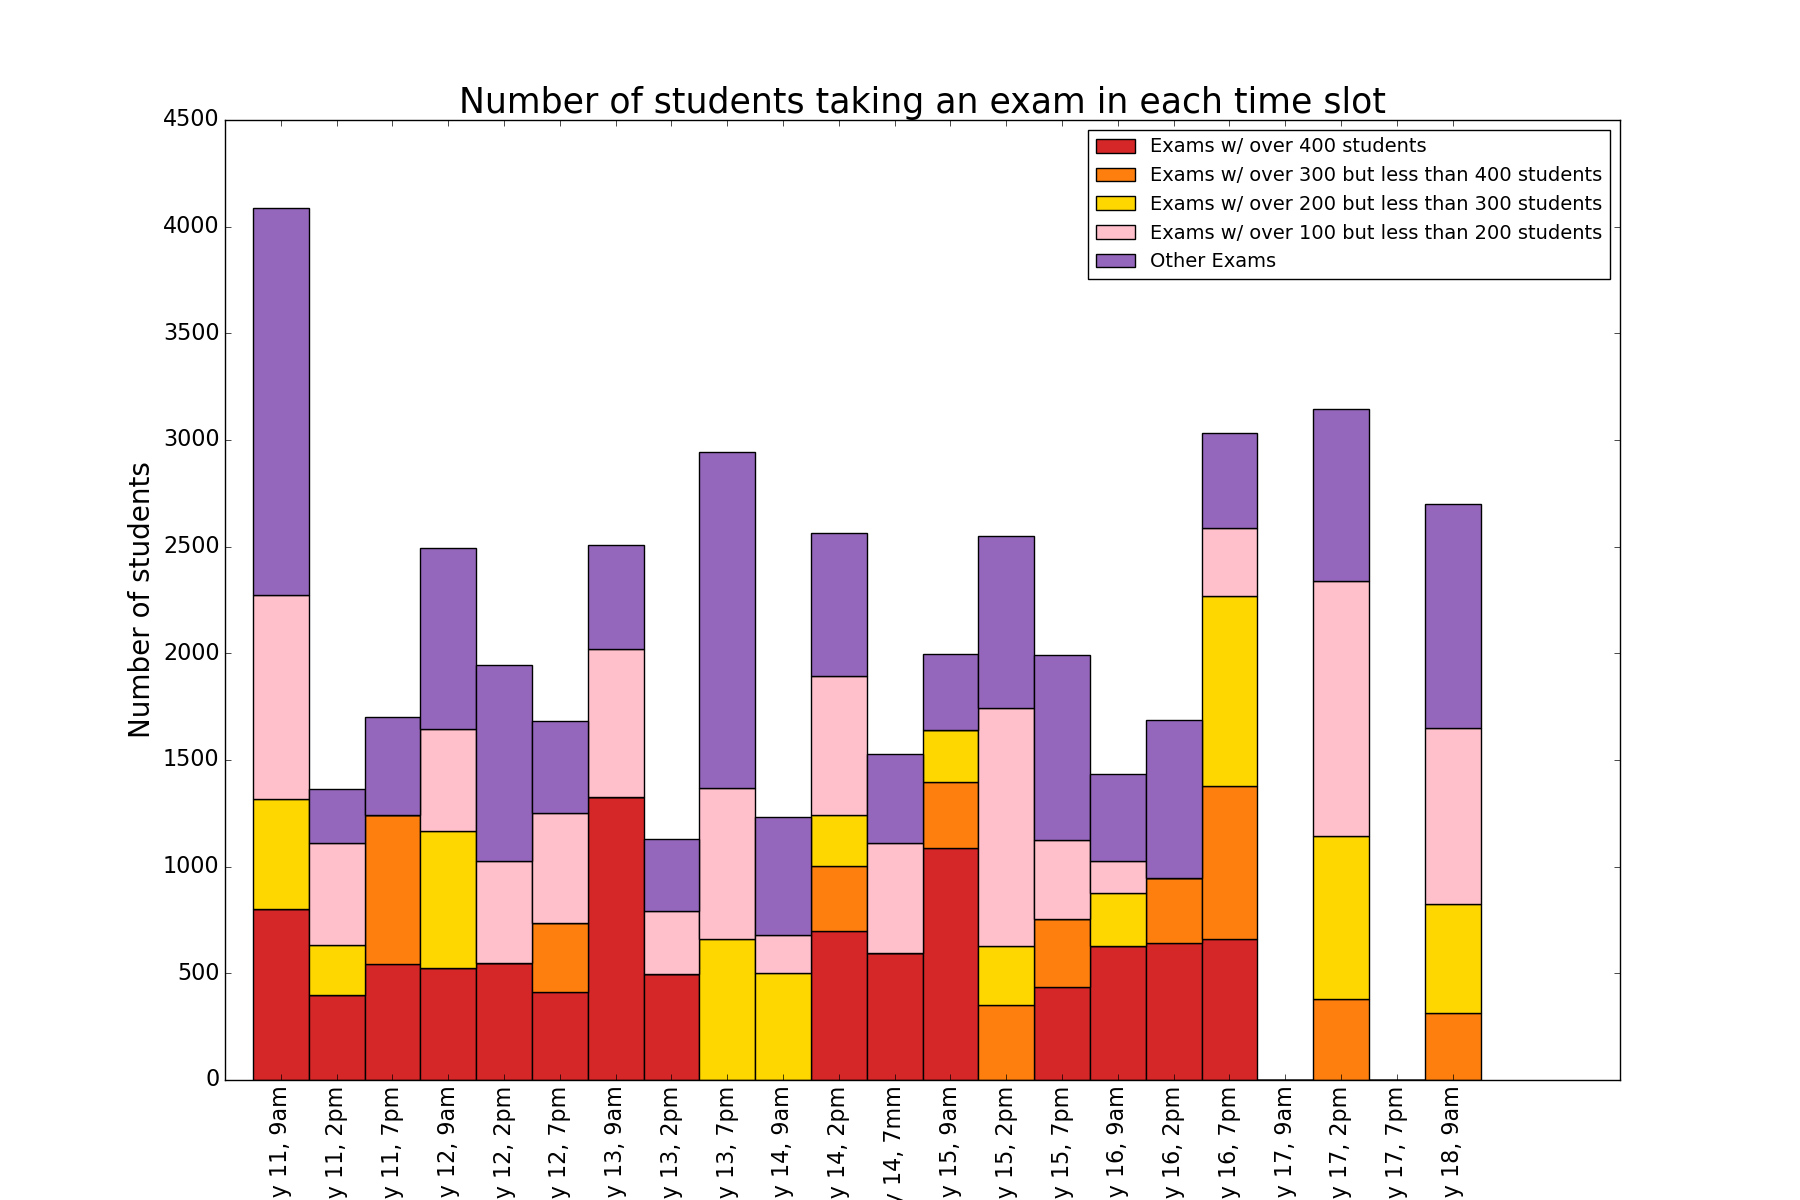 Number of students taking an exam in each time slot
4500
4000
3500
3000
2500
2000
1500
1000
500
0
Number of students
Exams w/ over 400 students
Exams w/ over 300 but less than 400 students
Exams w/ over 200 but less than 300 students
Exams w/ over 100 but less than 200 students
Other Exams
y 11, 9am
y 11, 2pm
y 11, 7pm
y 12, 9am
y 12, 2pm
y 12, 7pm
y 13, 9am
y 13, 2pm
y 13, 7pm
y 14, 9am
y 14, 2pm
y 14, 7mm
y 15, 9am
y 15, 2pm
y 15, 7pm
y 16, 9am
y 16, 2pm
y 16, 7pm
y 17, 9am
y 17, 2pm
y 17, 7pm
y 18, 9am